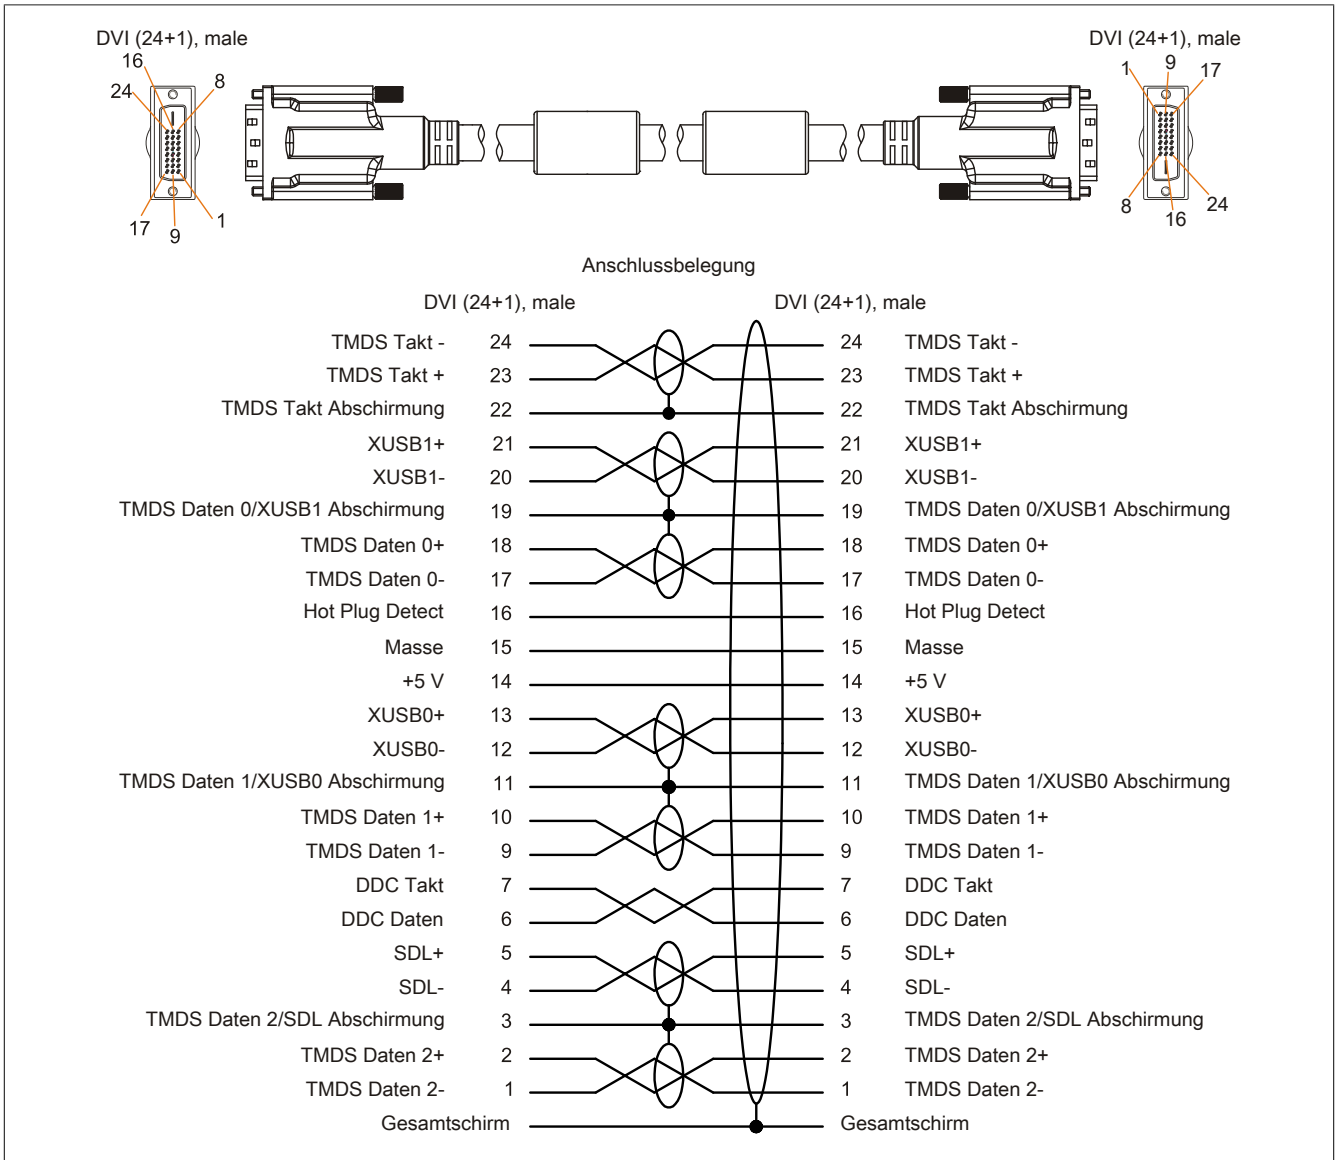 DVI (24+1), male
16
8
24
17
9
1
DVI (24+1), male
1
9
17
8
16
24
Anschlussbelegung
DVI (24+1), male DVI (24+1), male
TMDS Takt - 24 24 TMDS Takt -
TMDS Takt + 23 23 TMDS Takt +
TMDS Takt Abschirmung 22 22 TMDS Takt Abschirmung
XUSB1+ 21 21 XUSB1+
XUSB1- 20 20 XUSB1-
TMDS Daten 0/XUSB1 Abschirmung 19 19 TMDS Daten 0/XUSB1 Abschirmung
TMDS Daten 0+ 18 18 TMDS Daten 0+
TMDS Daten 0- 17 17 TMDS Daten 0-
Hot Plug Detect 16 16 Hot Plug Detect
Masse 15 15 Masse
+5 V 14 14 +5 V
XUSB0+ 13 13 XUSB0+
XUSB0- 12 12 XUSB0-
TMDS Daten 1/XUSB0 Abschirmung 11 11 TMDS Daten 1/XUSB0 Abschirmung
TMDS Daten 1+ 10 10 TMDS Daten 1+
TMDS Daten 1- 9 9 TMDS Daten 1-
DDC Takt 7 7 DDC Takt
DDC Daten 6 6 DDC Daten
SDL+ 5 5 SDL+
SDL- 4 4 SDL-
TMDS Daten 2/SDL Abschirmung 3 3 TMDS Daten 2/SDL Abschirmung
TMDS Daten 2+ 2 2 TMDS Daten 2+
TMDS Daten 2- 1 1 TMDS Daten 2-
Gesamtschirm Gesamtschirm